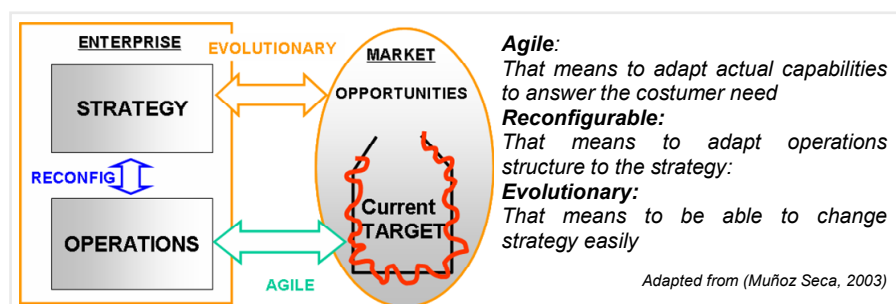 ENTERPRISE
EVOLUTIONARY
STRATEGY
RECONFIG
OPERATIONS
AGILE
MARKET
OPPORTUNITIES
Current
TARGET
Agile:
That means to adapt actual capabilities
to answer the costumer need
Reconfigurable:
That means to adapt operations
structure to the strategy:
Evolutionary:
That means to be able to change
strategy easily
Adapted from (Muñoz Seca, 2003)